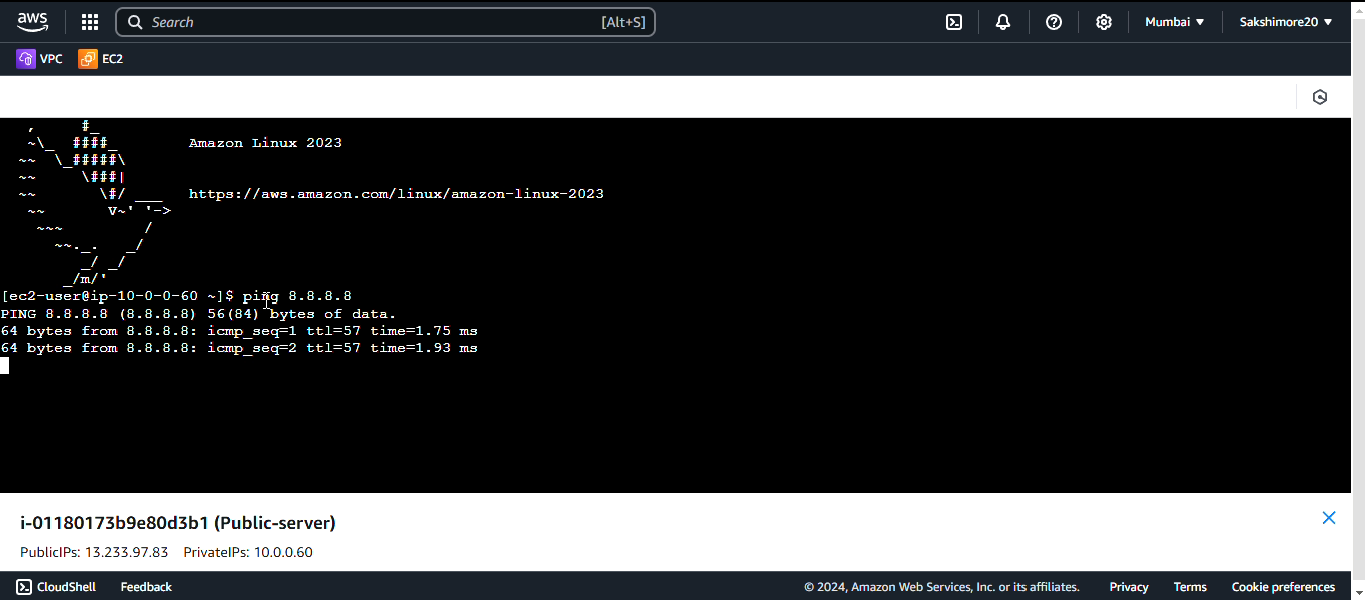 aws Search [Alt+S] Mumbai Sakshimore20
VPC EC2
   ,     #_
   ~\_  ####_        Amazon Linux 2023
  ~~  \_#####\
  ~~     \###|
  ~~       \#/ ___   https://aws.amazon.com/linux/amazon-linux-2023
   ~~       V~' '->
    ~~~         /
      ~~._.   _/
         _/ _/
       _/m/'
[ec2-user@ip-10-0-0-60 ~]$ ping 8.8.8.8
PING 8.8.8.8 (8.8.8.8) 56(84) bytes of data.
64 bytes from 8.8.8.8: icmp_seq=1 ttl=57 time=1.75 ms
64 bytes from 8.8.8.8: icmp_seq=2 ttl=57 time=1.93 ms
i-01180173b9e80d3b1 (Public-server)
PublicIPs: 13.233.97.83 PrivateIPs: 10.0.0.60
CloudShell Feedback © 2024, Amazon Web Services, Inc. or its affiliates. Privacy Terms Cookie preferences